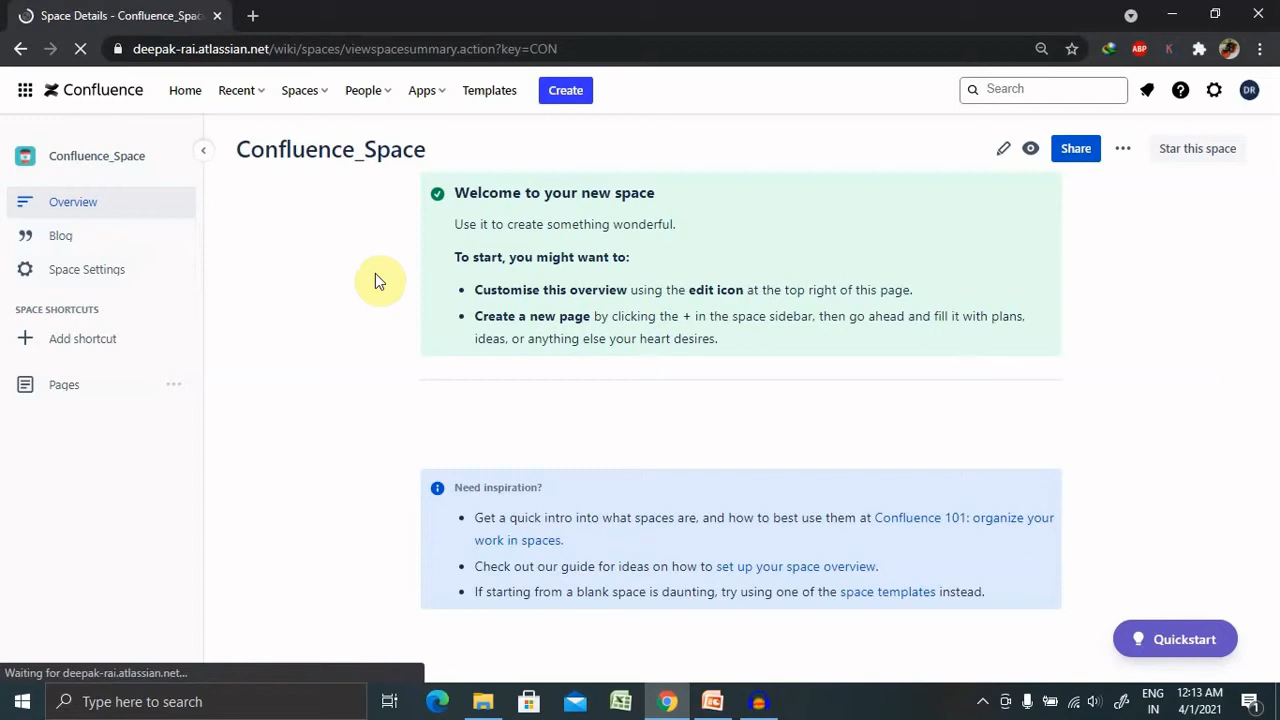 Space Details - Confluence_Spac
deepak-rai.atlassian.net/wiki/spaces/viewspacesummary.action?key=CON
ABP
K
Confluence
Home
Recent
Spaces
People
Apps
Templates
Create
Search
DR
Confluence_Space
Overview
Blog
Space Settings
SPACE SHORTCUTS
Add shortcut
Pages
Confluence_Space
Share
Star this space
Welcome to your new space
Use it to create something wonderful.
To start, you might want to:
• Customise this overview using the edit icon at the top right of this page.
• Create a new page by clicking the + in the space sidebar, then go ahead and fill it with plans,
ideas, or anything else your heart desires.
Need inspiration?
• Get a quick intro into what spaces are, and how to best use them at Confluence 101: organize your
work in spaces.
• Check out our guide for ideas on how to set up your space overview.
• If starting from a blank space is daunting, try using one of the space templates instead.
Quickstart
Waiting for deepak-rai.atlassian.net...
Type here to search
ENG
IN
12:13 AM
4/1/2021
1